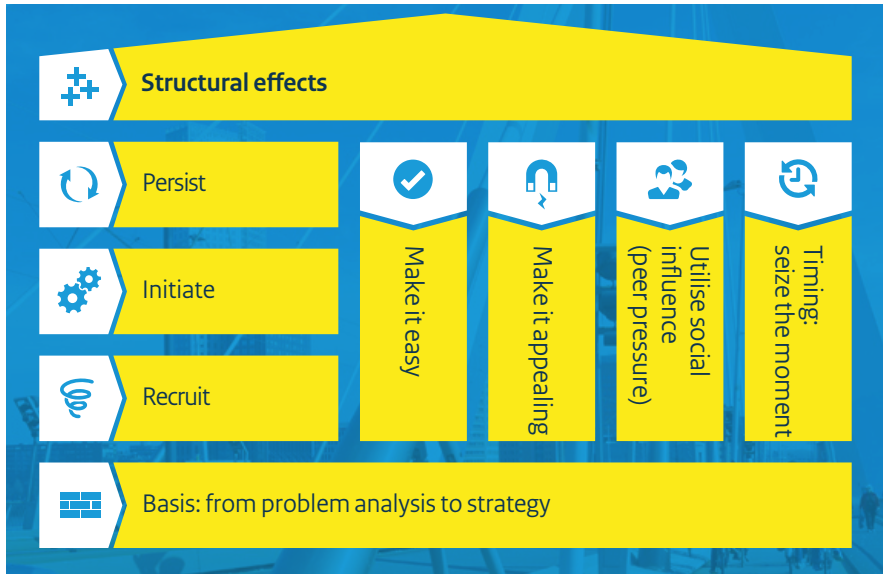 Structural effects
Persist
Initiate
Recruit
Make it easy
Make it appealing
Utilise social
influence
(peer pressure)
Timing:
seize the moment
Basis: from problem analysis to strategy